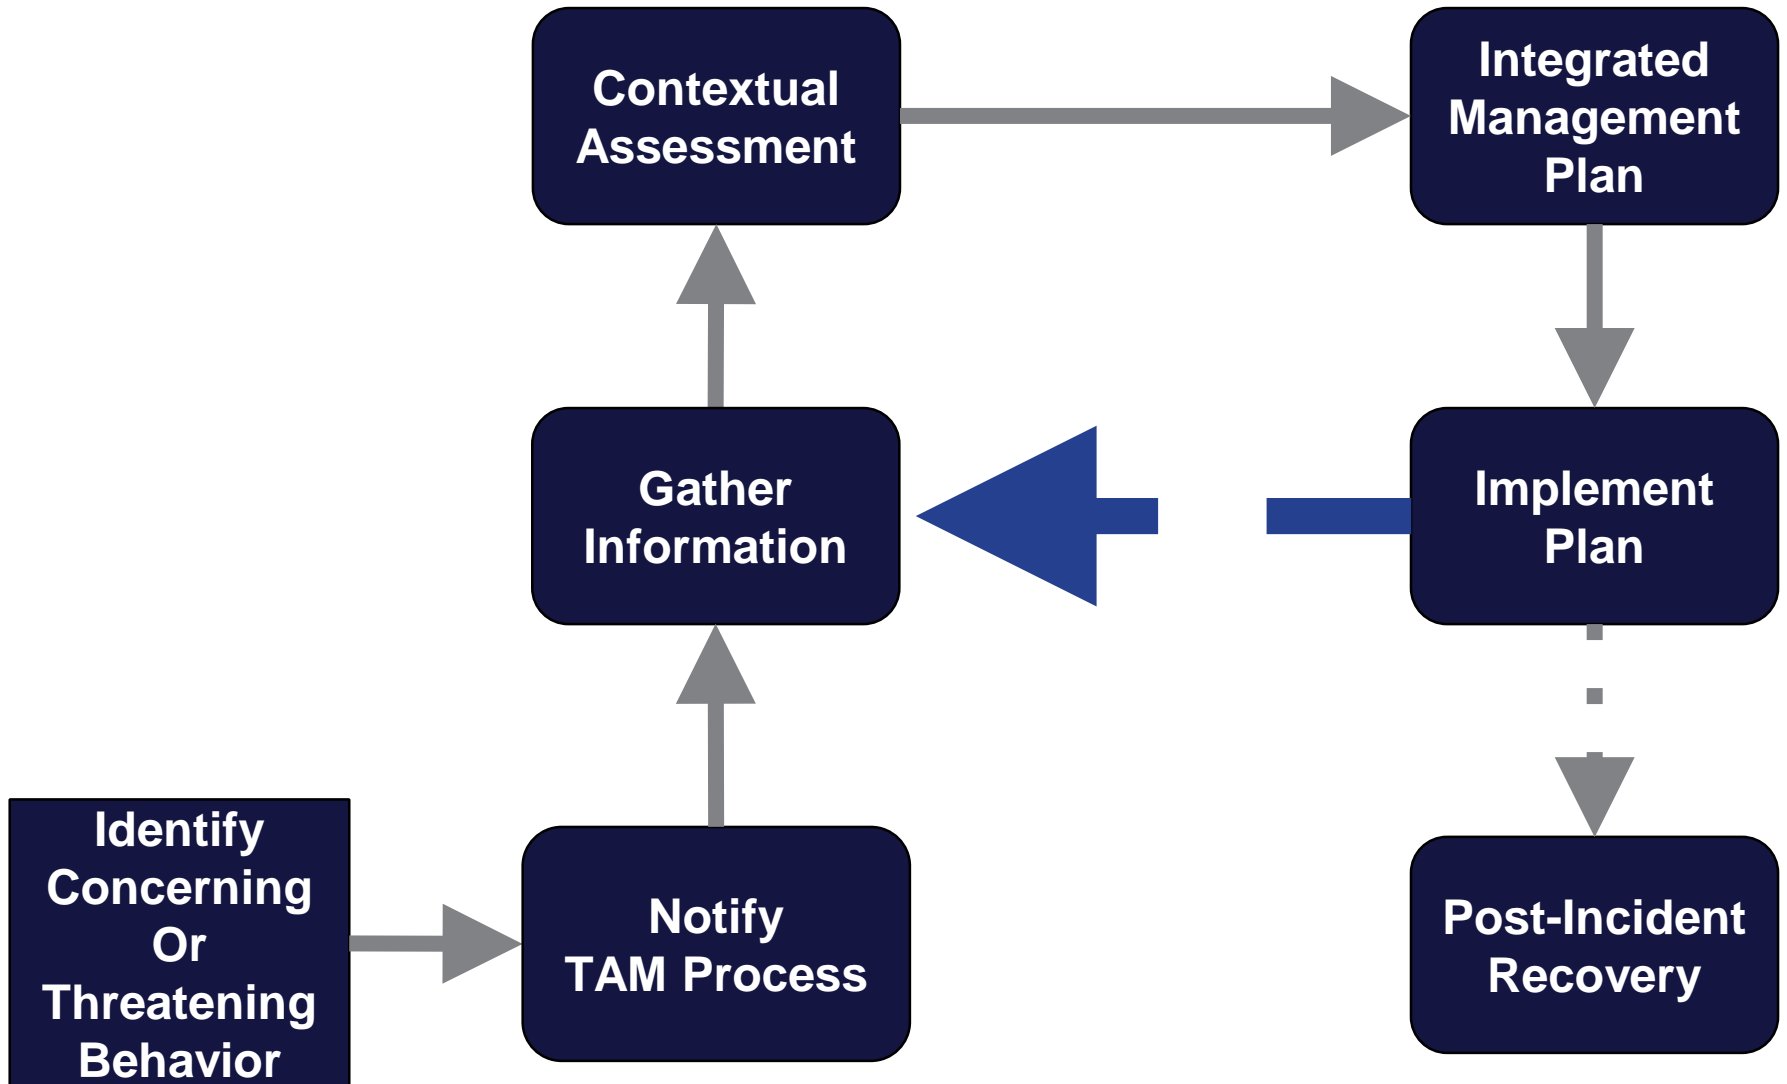 Contextual
Assessment
Integrated
Management
Plan
Gather
Information
Implement
Plan
Identify
Concerning
Or
Threatening
Behavior
Notify
TAM Process
Post-Incident
Recovery